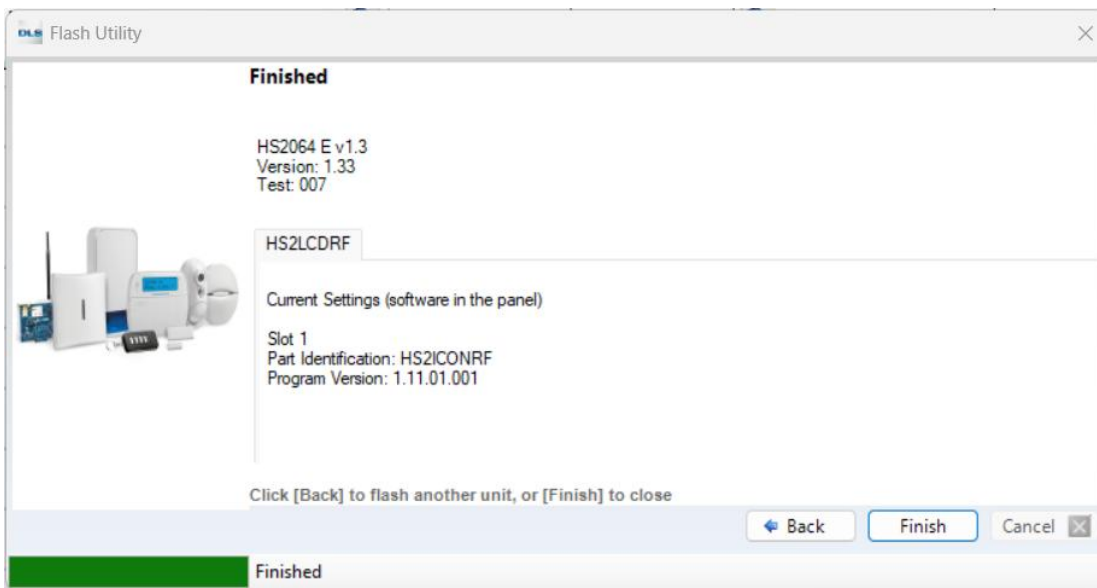 DLS Flash Utility
Finished
HS2064 E v1.3
Version: 1.33
Test: 007
HS2LCDRF
Current Settings (software in the panel)
Slot 1
Part Identification: HS2ICONRF
Program Version: 1.11.01.001
Click [Back] to flash another unit, or [Finish] to close
Back Finish Cancel
Finished